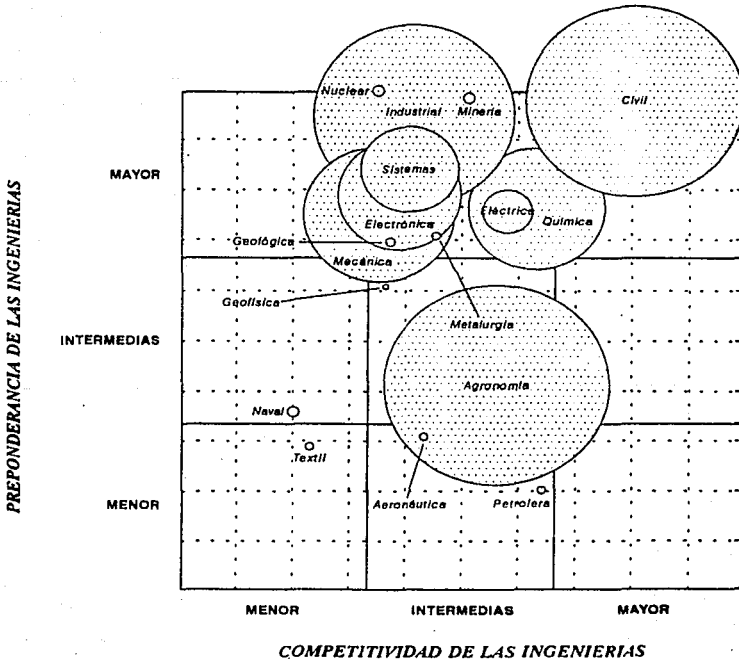 Nuclear
Industrial
Minería
Civil
Sistemas
MAYOR
Eléctrica
Química
Electrónica
Geológica
Mecánica
Geofísica
Metalurgia
INTERMEDIAS
Agronomía
Naval
Textil
Aeronáutica
Petrolera
MENOR
PREPONDERANCIA DE LAS INGENIERIAS
MENOR INTERMEDIAS MAYOR
COMPETITIVIDAD DE LAS INGENIERIAS